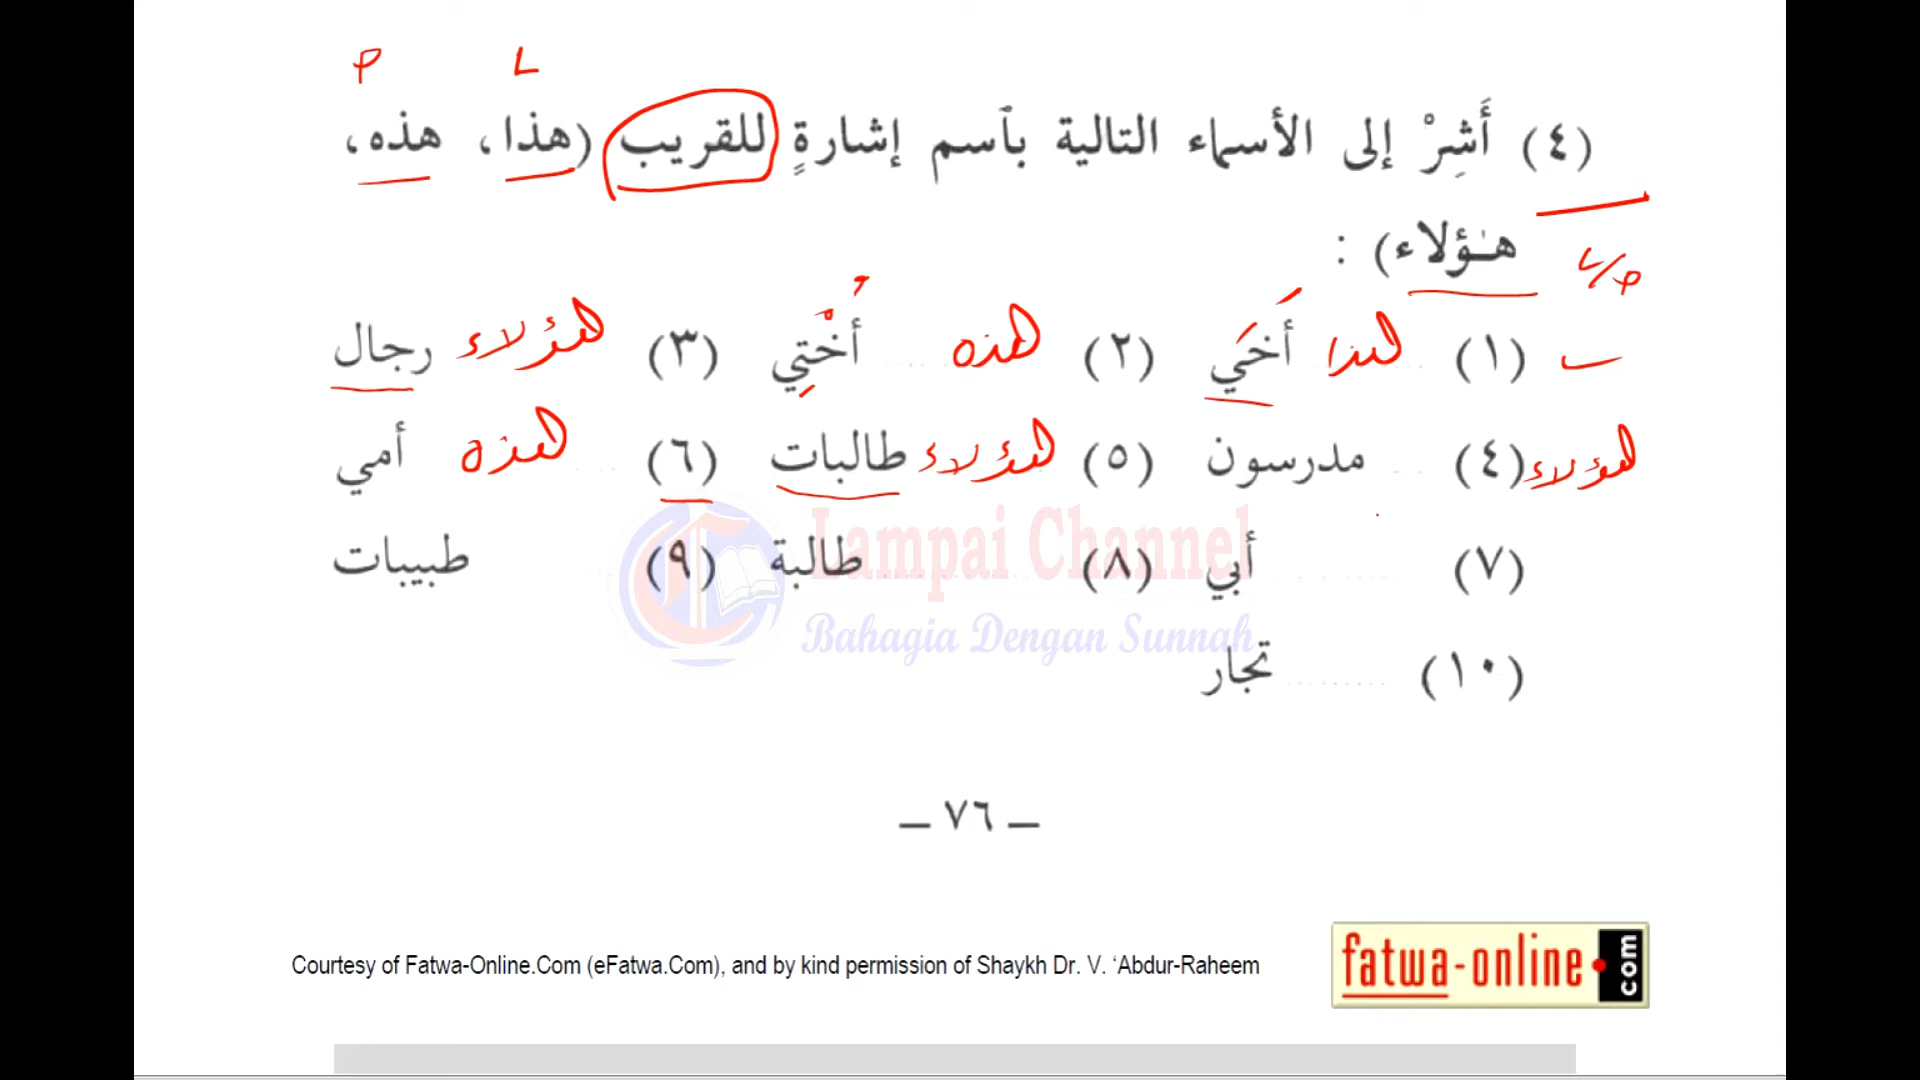 P L
(٤) أَشِرْ إلى الأسماء التالية بٱسم إشارةٍ للقريب (هذا، هذه،
هـٰؤلاء) : L/P
(١) هذا أخَي (٢) هذه أُخْتِي (٣) هؤلاء رجال
(٤) هؤلاء مدرسون (٥) هؤلاء طالبات (٦) هذه أمي
(٧) أبي (٨) طالبة (٩) طبيبات
(١٠) تجار
Lampai Channel
Bahagia Dengan Sunnah
– ٧٦ –
Courtesy of Fatwa-Online.Com (eFatwa.Com), and by kind permission of Shaykh Dr. V. ‘Abdur-Raheem
fatwa-online.com